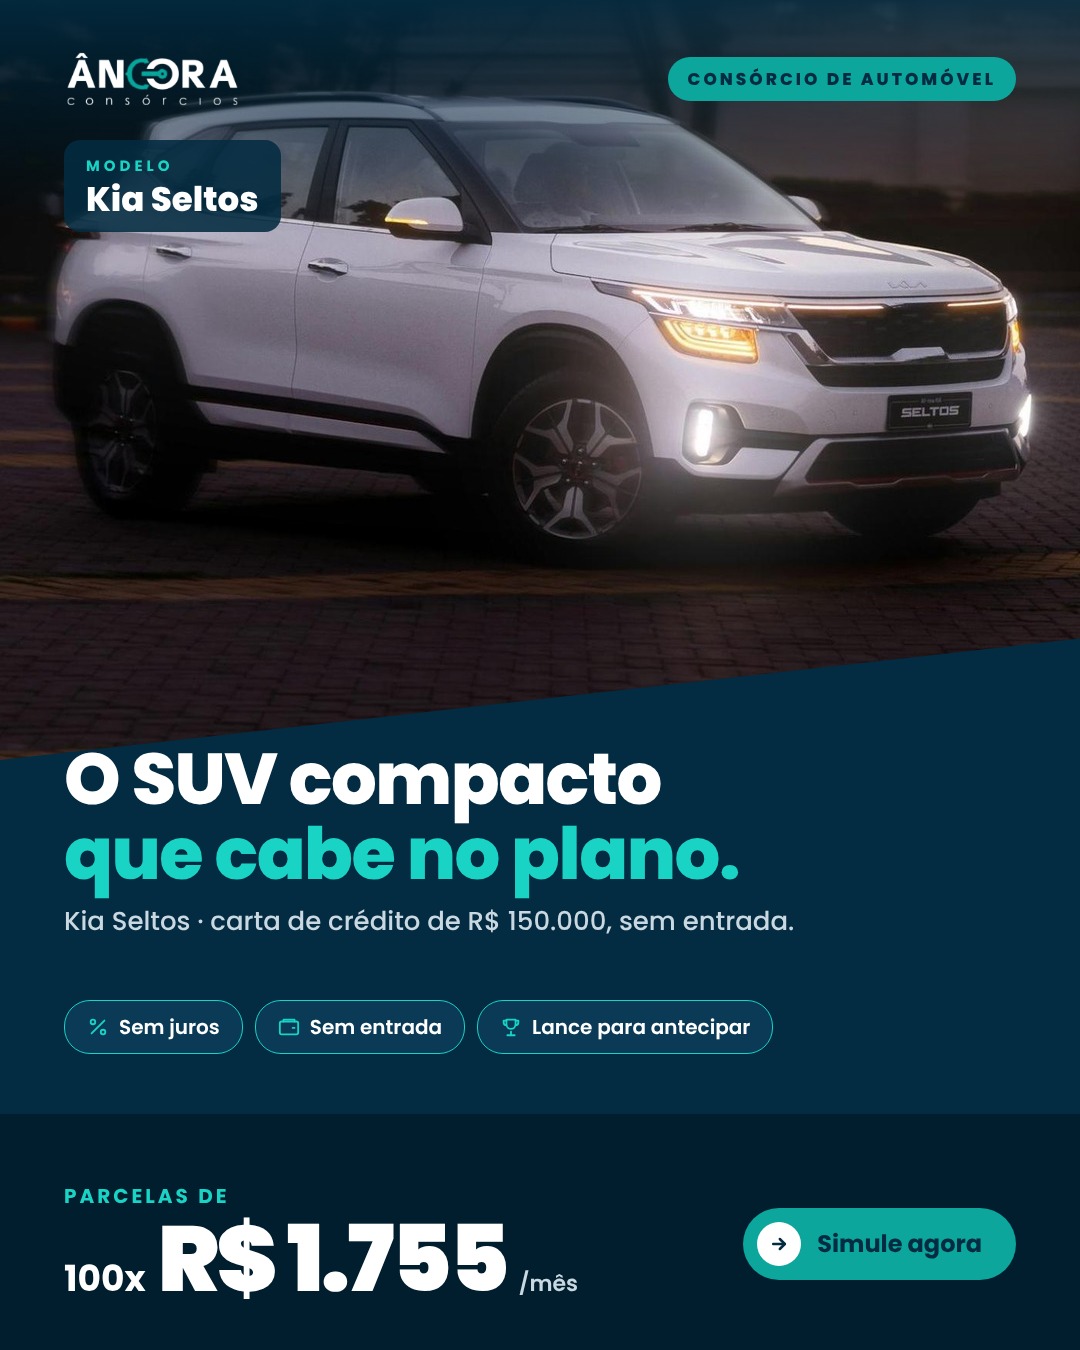 ÂNCORA
consórcios
CONSÓRCIO DE AUTOMÓVEL
MODELO
Kia Seltos
KIA
SELTOS
O SUV compacto
que cabe no plano.
Kia Seltos · carta de crédito de R$ 150.000, sem entrada.
Sem juros
Sem entrada
Lance para antecipar
PARCELAS DE
100x R$ 1.755 /mês
Simule agora